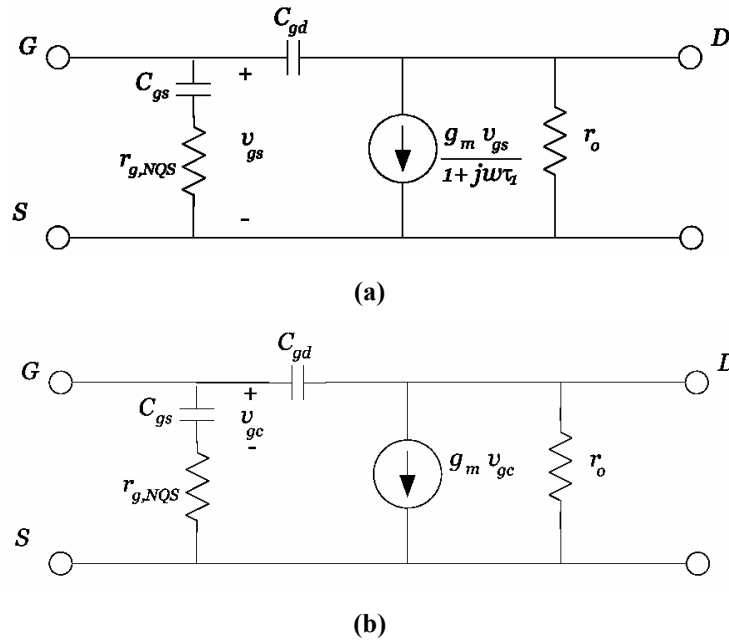 C_gd
G
D
C_gs
+
v_gs
r_g,NQS
g_m v_gs
1+jwτ_1
r_o
-
S
(a)
C_gd
G
D
C_gs
+
v_gc
-
r_g,NQS
g_m v_gc
r_o
S
(b)